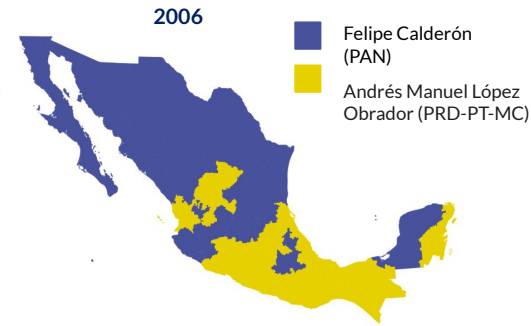 2006
Felipe Calderón
(PAN)
Andrés Manuel López
Obrador (PRD-PT-MC)